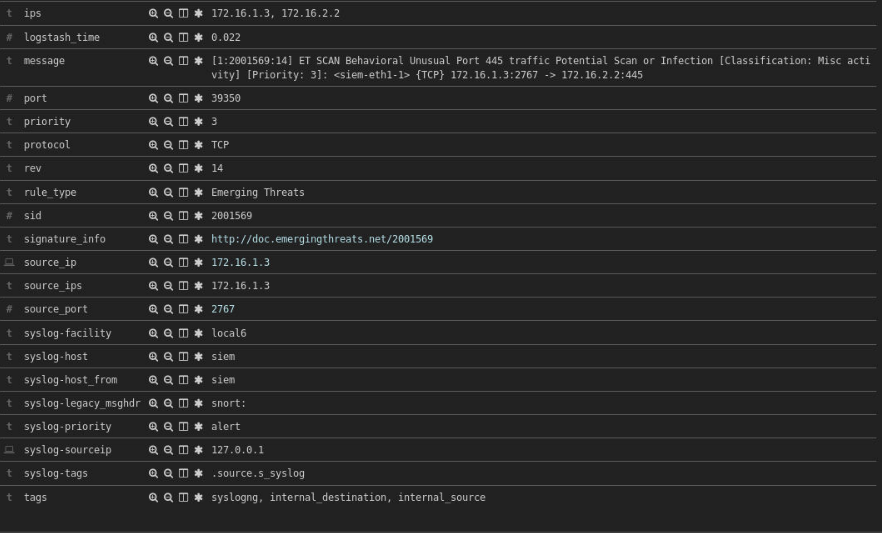 t ips 172.16.1.3, 172.16.2.2
# logstash_time 0.022
t message [1:2001569:14] ET SCAN Behavioral Unusual Port 445 traffic Potential Scan or Infection [Classification: Misc acti
vity] [Priority: 3]: <siem-eth1-1> {TCP} 172.16.1.3:2767 -> 172.16.2.2:445
# port 39350
t priority 3
t protocol TCP
t rev 14
t rule_type Emerging Threats
# sid 2001569
t signature_info http://doc.emergingthreats.net/2001569
source_ip 172.16.1.3
t source_ips 172.16.1.3
# source_port 2767
t syslog-facility local6
t syslog-host siem
t syslog-host_from siem
t syslog-legacy_msghdr snort:
t syslog-priority alert
syslog-sourceip 127.0.0.1
t syslog-tags .source.s_syslog
t tags syslogng, internal_destination, internal_source